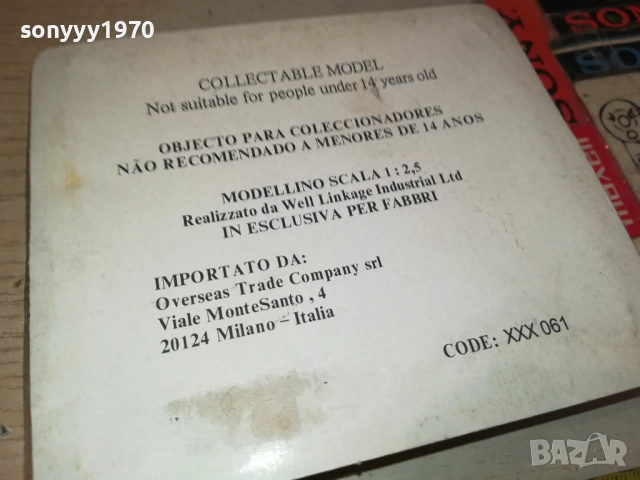 sonyyy1970
COLLECTABLE MODEL
Not suitable for people under 14 years old
OBJECTO PARA COLECCIONADORES
NÃO RECOMENDADO A MENORES DE 14 ANOS
MODELLINO SCALA 1 : 2,5
Realizzato da Well Linkage Industrial Ltd
IN ESCLUSIVA PER FABBRI
IMPORTATO DA:
Overseas Trade Company srl
Viale MonteSanto , 4
20124 Milano – Italia
CODE: XXX 061
maxell
BAZAR